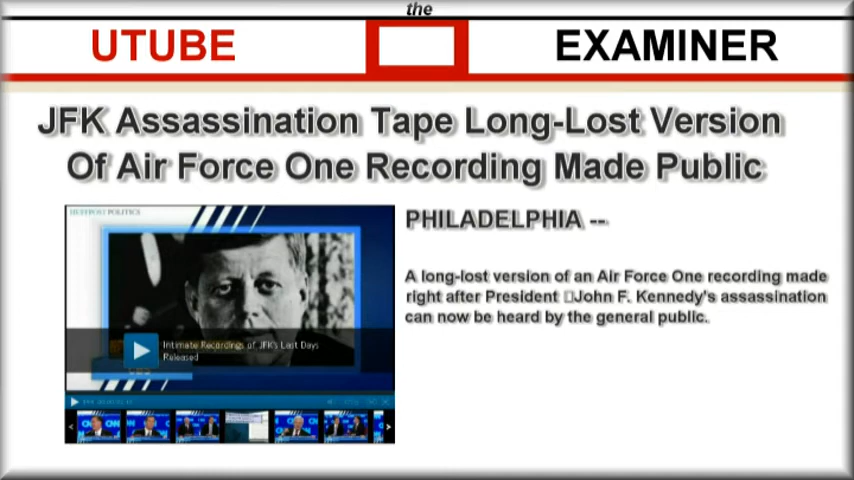 the
UTUBE EXAMINER
JFK Assassination Tape Long-Lost Version
Of Air Force One Recording Made Public
HUFFPOST POLITICS
PHILADELPHIA --
A long-lost version of an Air Force One recording made
right after President □John F. Kennedy's assassination
can now be heard by the general public.
Intimate Recordings of JFK's Last Days
Released